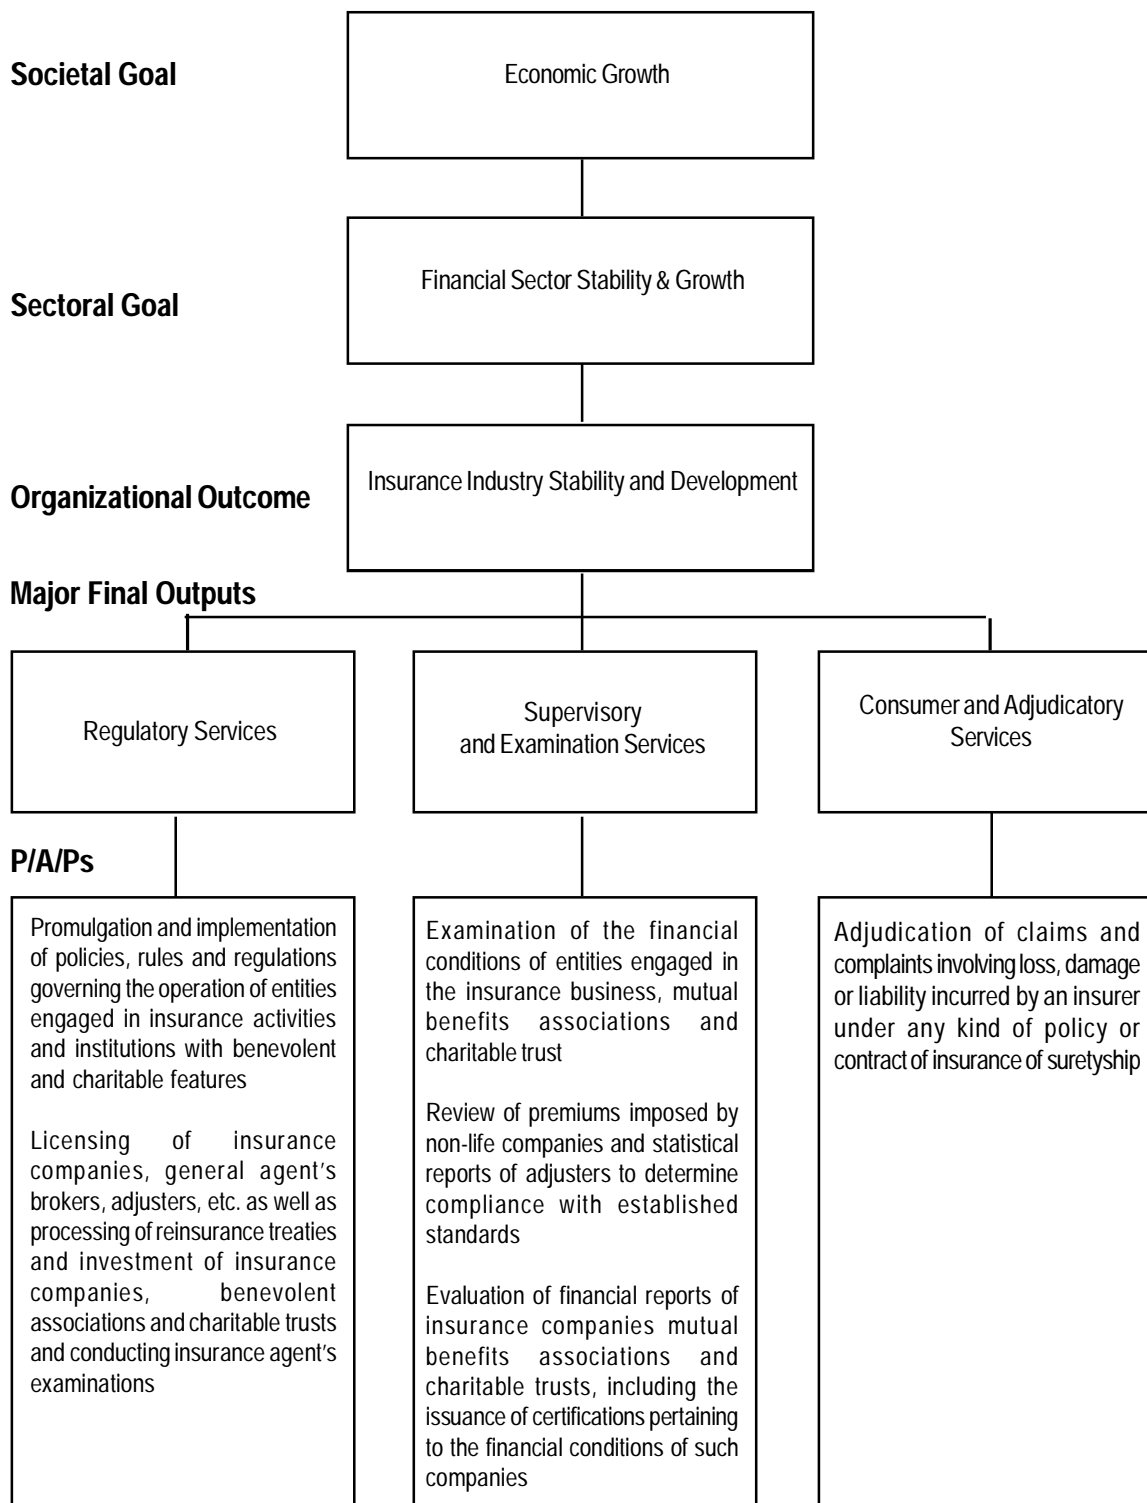 Societal Goal
Economic Growth
Sectoral Goal
Financial Sector Stability & Growth
Organizational Outcome
Insurance Industry Stability and Development
Major Final Outputs
Regulatory Services
Supervisory
and Examination Services
Consumer and Adjudicatory
Services
P/A/Ps
Promulgation and implementation
of policies, rules and regulations
governing the operation of entities
engaged in insurance activities
and institutions with benevolent
and charitable features
Licensing of insurance
companies, general agent's
brokers, adjusters, etc. as well as
processing of reinsurance treaties
and investment of insurance
companies, benevolent
associations and charitable trusts
and conducting insurance agent's
examinations
Examination of the financial
conditions of entities engaged in
the insurance business, mutual
benefits associations and
charitable trust
Review of premiums imposed by
non-life companies and statistical
reports of adjusters to determine
compliance with established
standards
Evaluation of financial reports of
insurance companies mutual
benefits associations and
charitable trusts, including the
issuance of certifications pertaining
to the financial conditions of such
companies
Adjudication of claims and
complaints involving loss, damage
or liability incurred by an insurer
under any kind of policy or
contract of insurance of suretyship